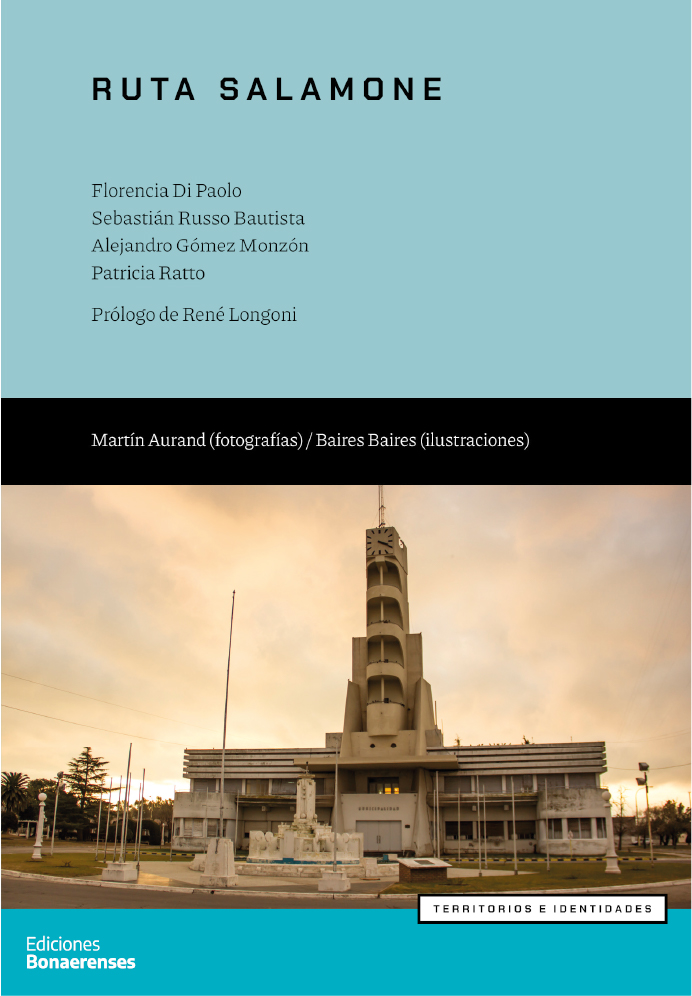 RUTA SALAMONE
Florencia Di Paolo
Sebastián Russo Bautista
Alejandro Gómez Monzón
Patricia Ratto
Prólogo de René Longoni
Martín Aurand (fotografías) / Baires Baires (ilustraciones)
MUNICIPALIDAD
TERRITORIOS E IDENTIDADES
Ediciones
Bonaerenses